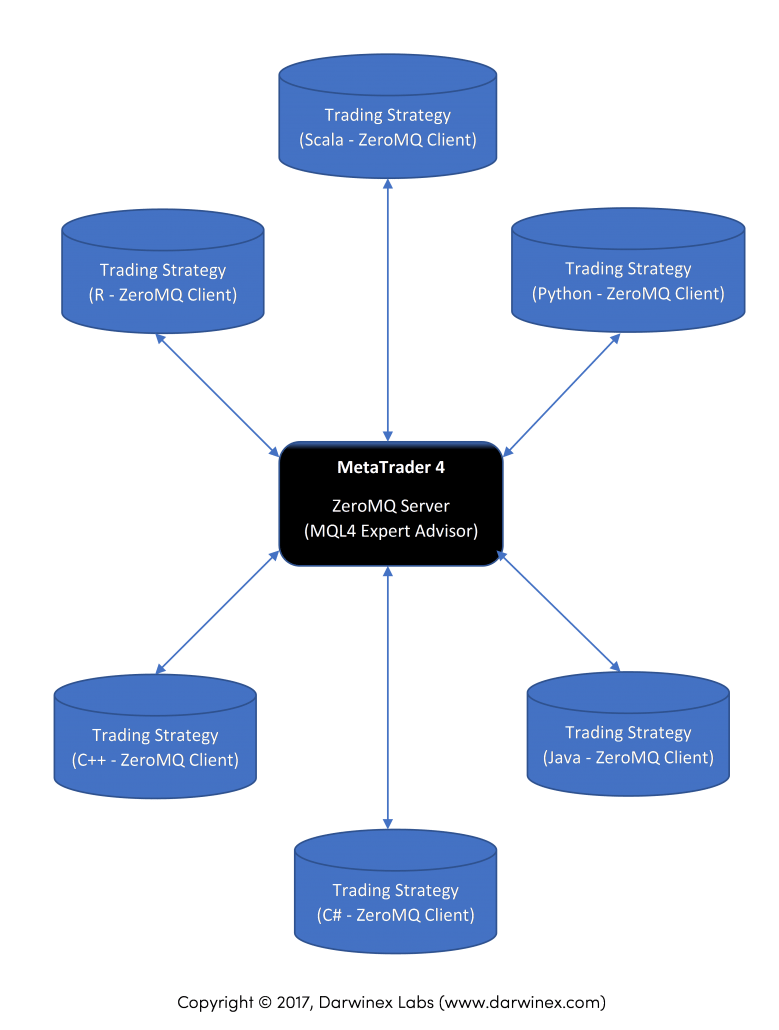 Trading Strategy
(Scala - ZeroMQ Client)
Trading Strategy
(R - ZeroMQ Client)
Trading Strategy
(Python - ZeroMQ Client)
MetaTrader 4
ZeroMQ Server
(MQL4 Expert Advisor)
Trading Strategy
(C++ - ZeroMQ Client)
Trading Strategy
(Java - ZeroMQ Client)
Trading Strategy
(C# - ZeroMQ Client)
Copyright © 2017, Darwinex Labs (www.darwinex.com)